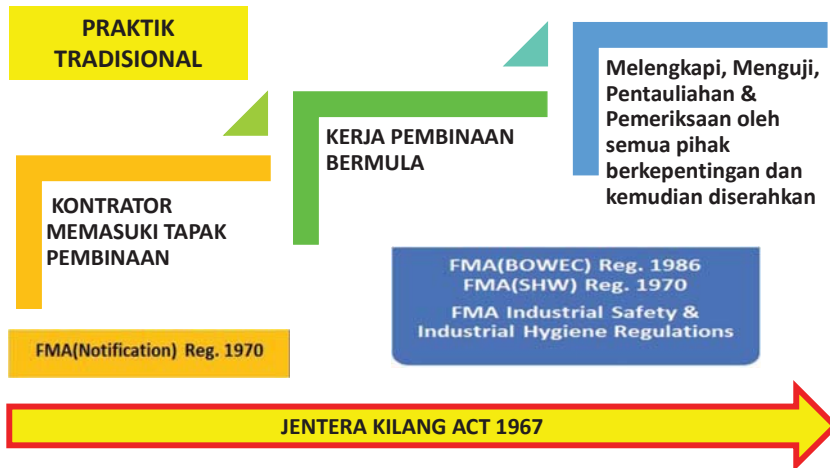 PRAKTIK
TRADISIONAL
KONTRATOR
MEMASUKI TAPAK
PEMBINAAN
KERJA PEMBINAAN
BERMULA
Melengkapi, Menguji,
Pentauliahan &
Pemeriksaan oleh
semua pihak
berkepentingan dan
kemudian diserahkan
FMA(Notification) Reg. 1970
FMA(BOWEC) Reg. 1986
FMA(SHW) Reg. 1970
FMA Industrial Safety &
Industrial Hygiene Regulations
JENTERA KILANG ACT 1967